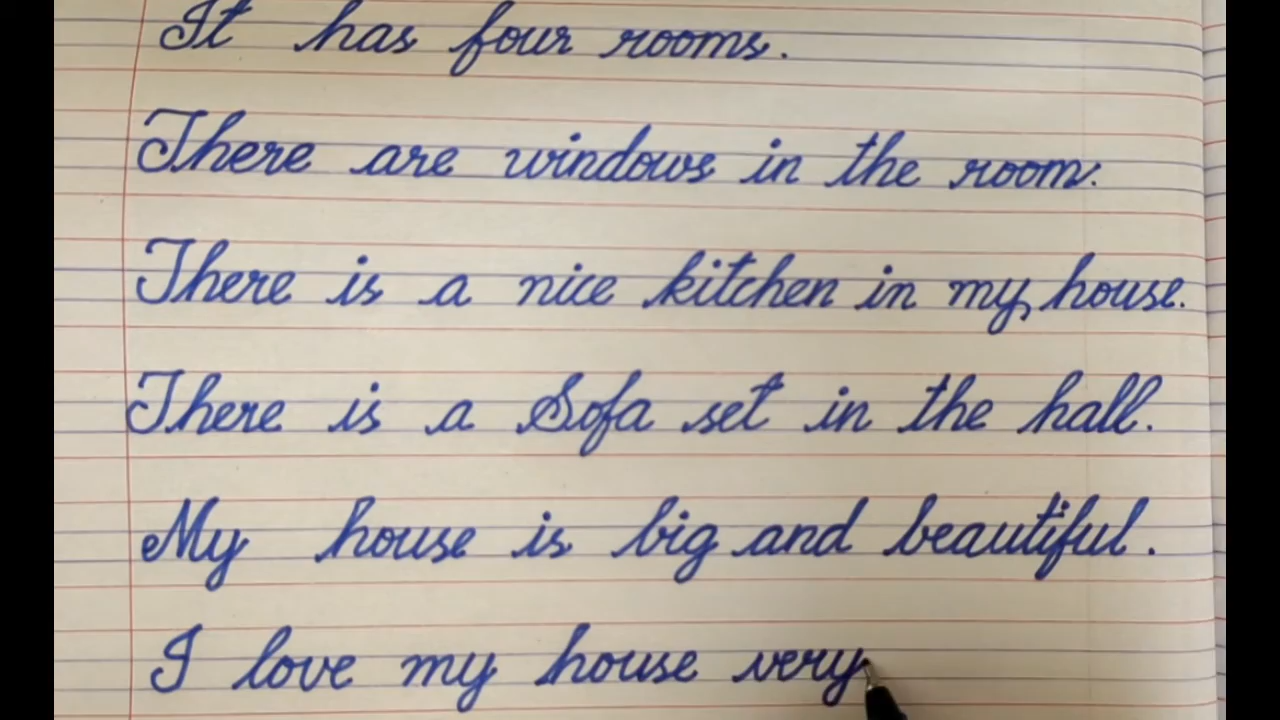 It has four rooms.
There are windows in the room.
There is a nice kitchen in my house.
There is a Sofa set in the hall.
My house is big and beautiful.
I love my house very